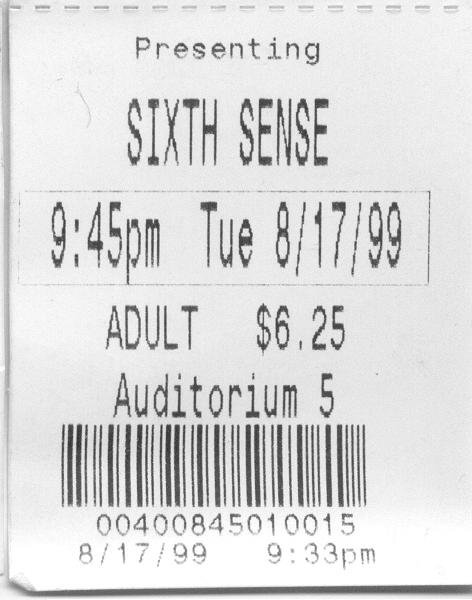 Presenting
SIXTH SENSE
9:45pm Tue 8/17/99
ADULT $6.25
Auditorium 5
00400845010015
8/17/99 9:33pm